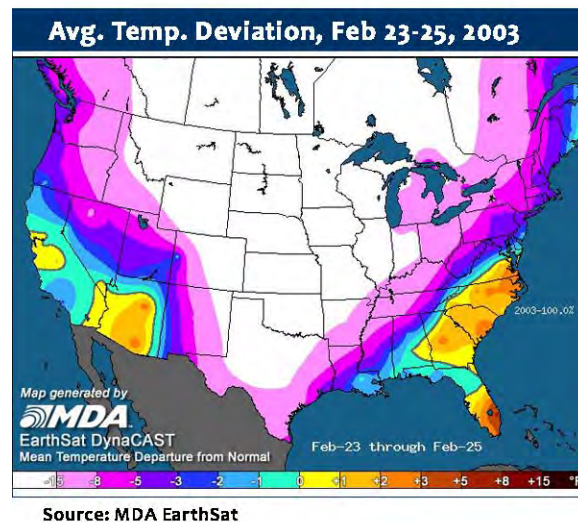 Avg. Temp. Deviation, Feb 23-25, 2003
2003-100.0%
Map generated by
MDA
EarthSat DynaCAST
Mean Temperature Departure from Normal
Feb-23 through Feb-25
-15 -8 -5 -3 -2 -1 0 +1 +2 +3 +5 +8 +15 °F
Source: MDA EarthSat